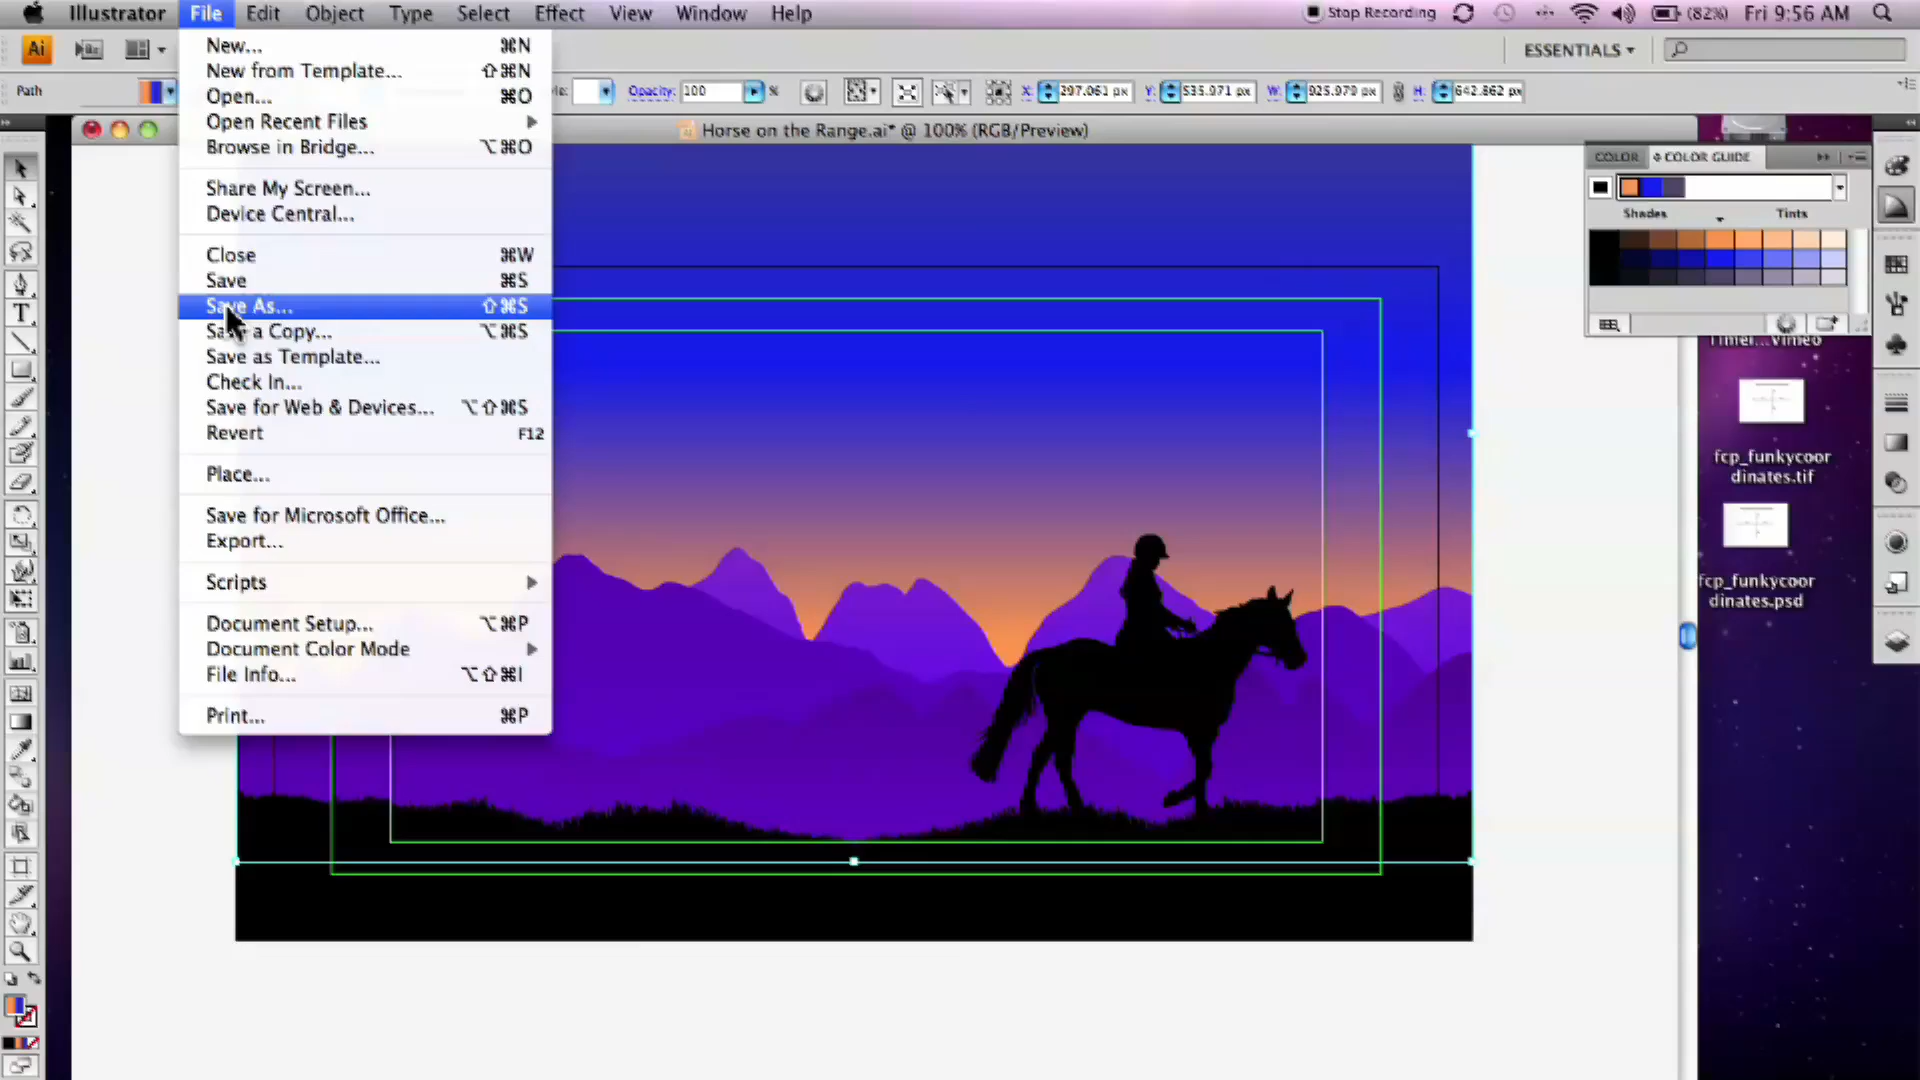 Illustrator File Edit Object Type Select Effect View Window Help Stop Recording (82%) Fri 9:56 AM
Ai Br ESSENTIALS
Path Opacity: 100 % X: 297.061 px Y: 535.971 px W: 925.979 px H: 642.862 px
Horse on the Range.ai* @ 100% (RGB/Preview)
New... ⌘N
New from Template... ⇧⌘N
Open... ⌘O
Open Recent Files
Browse in Bridge... ⌥⌘O
Share My Screen...
Device Central...
Close ⌘W
Save ⌘S
Save As... ⇧⌘S
Save a Copy... ⌥⌘S
Save as Template...
Check In...
Save for Web & Devices... ⌥⇧⌘S
Revert F12
Place...
Save for Microsoft Office...
Export...
Scripts
Document Setup... ⌥⌘P
Document Color Mode
File Info... ⌥⇧⌘I
Print... ⌘P
COLOR COLOR GUIDE
Shades Tints
Vimeo
fcp_funkycoor
dinates.tif
fcp_funkycoor
dinates.psd